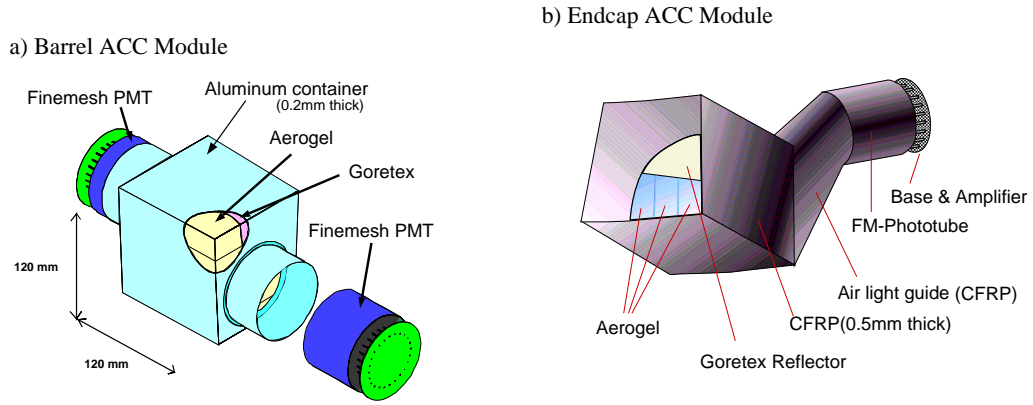 a) Barrel ACC Module
Finemesh PMT
Aluminum container
(0.2mm thick)
Aerogel
Goretex
Finemesh PMT
120 mm
120 mm
b) Endcap ACC Module
Base & Amplifier
FM-Phototube
Air light guide (CFRP)
CFRP(0.5mm thick)
Aerogel
Goretex Reflector